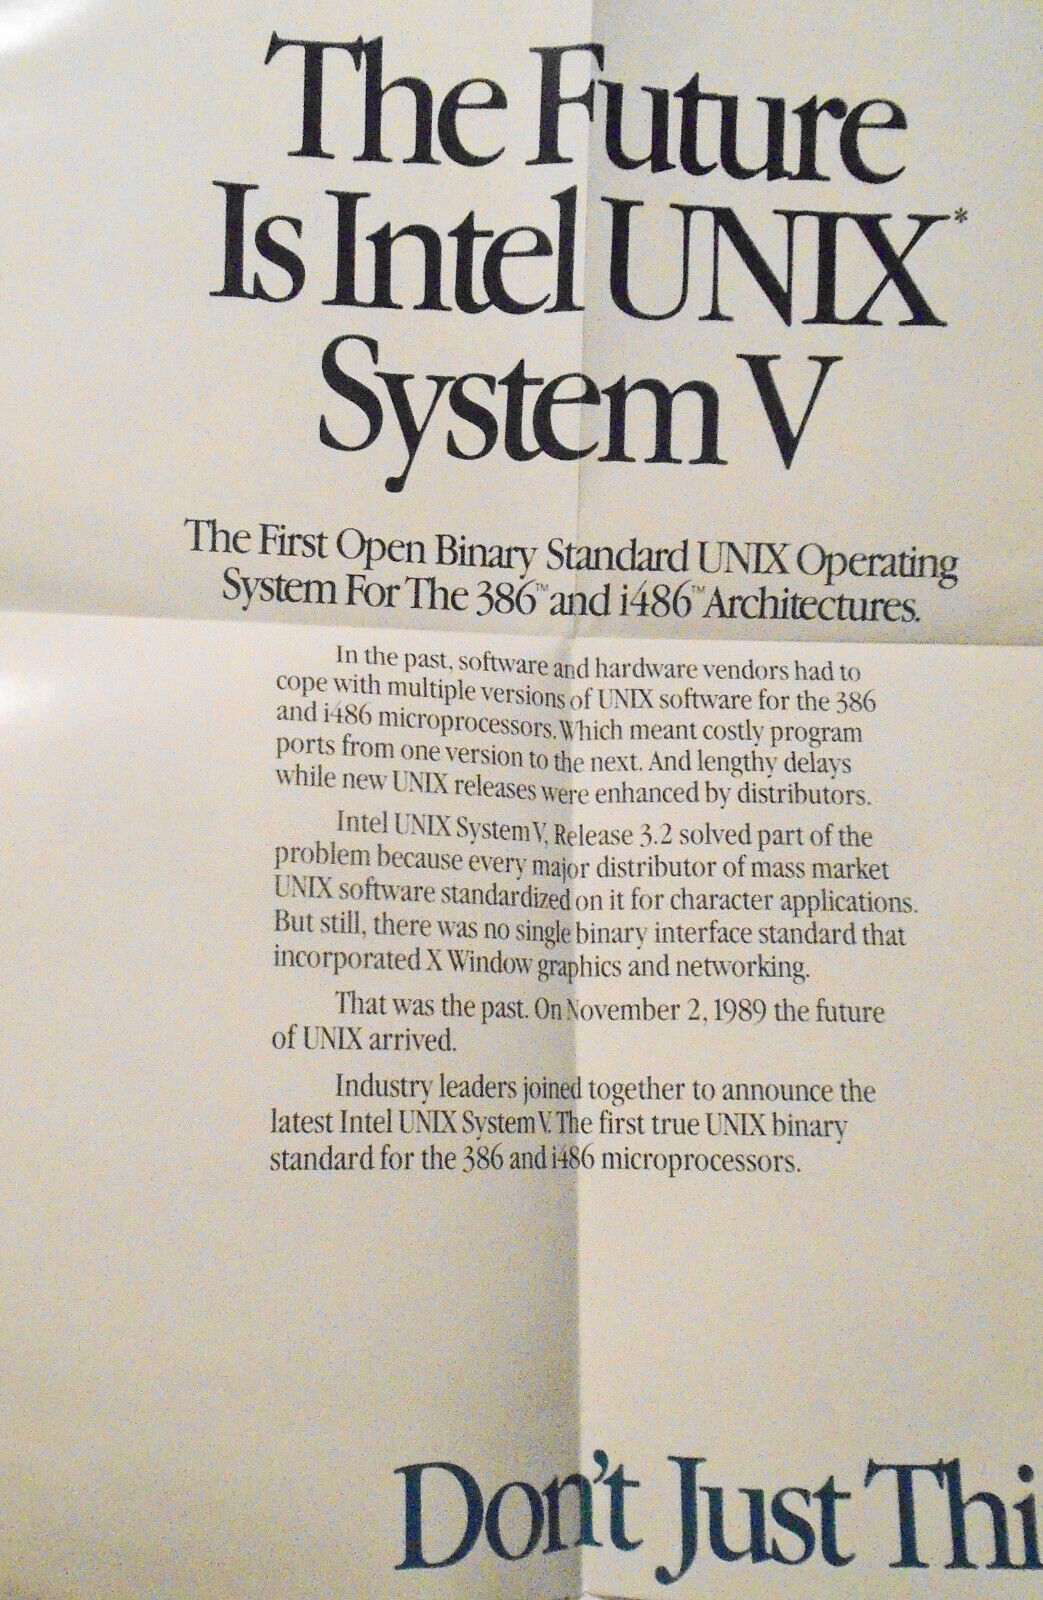 The Future
Is Intel UNIX*
System V
The First Open Binary Standard UNIX Operating
System For The 386™ and i486™ Architectures.
In the past, software and hardware vendors had to
cope with multiple versions of UNIX software for the 386
and i486 microprocessors. Which meant costly program
ports from one version to the next. And lengthy delays
while new UNIX releases were enhanced by distributors.
Intel UNIX System V, Release 3.2 solved part of the
problem because every major distributor of mass market
UNIX software standardized on it for character applications.
But still, there was no single binary interface standard that
incorporated X Window graphics and networking.
That was the past. On November 2, 1989 the future
of UNIX arrived.
Industry leaders joined together to announce the
latest Intel UNIX System V. The first true UNIX binary
standard for the 386 and i486 microprocessors.
Don't Just Thi